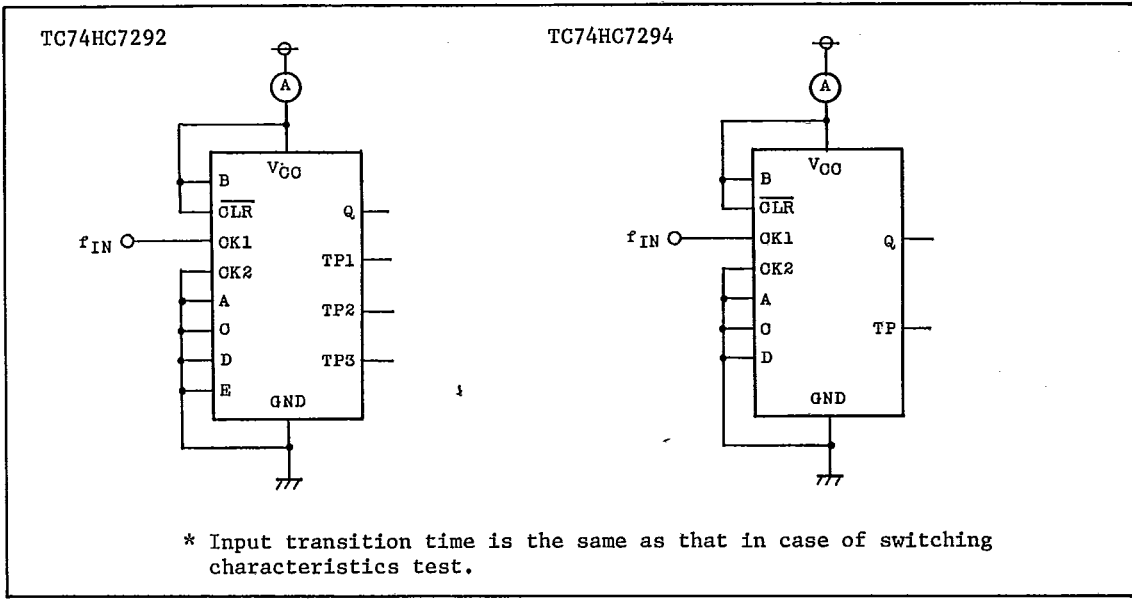 TC74HC7292
A
VCC
B
CLR
fIN
CK1
CK2
A
C
D
E
Q
TP1
TP2
TP3
GND
TC74HC7294
A
VCC
B
CLR
fIN
CK1
CK2
A
C
D
Q
TP
GND
* Input transition time is the same as that in case of switching
characteristics test.